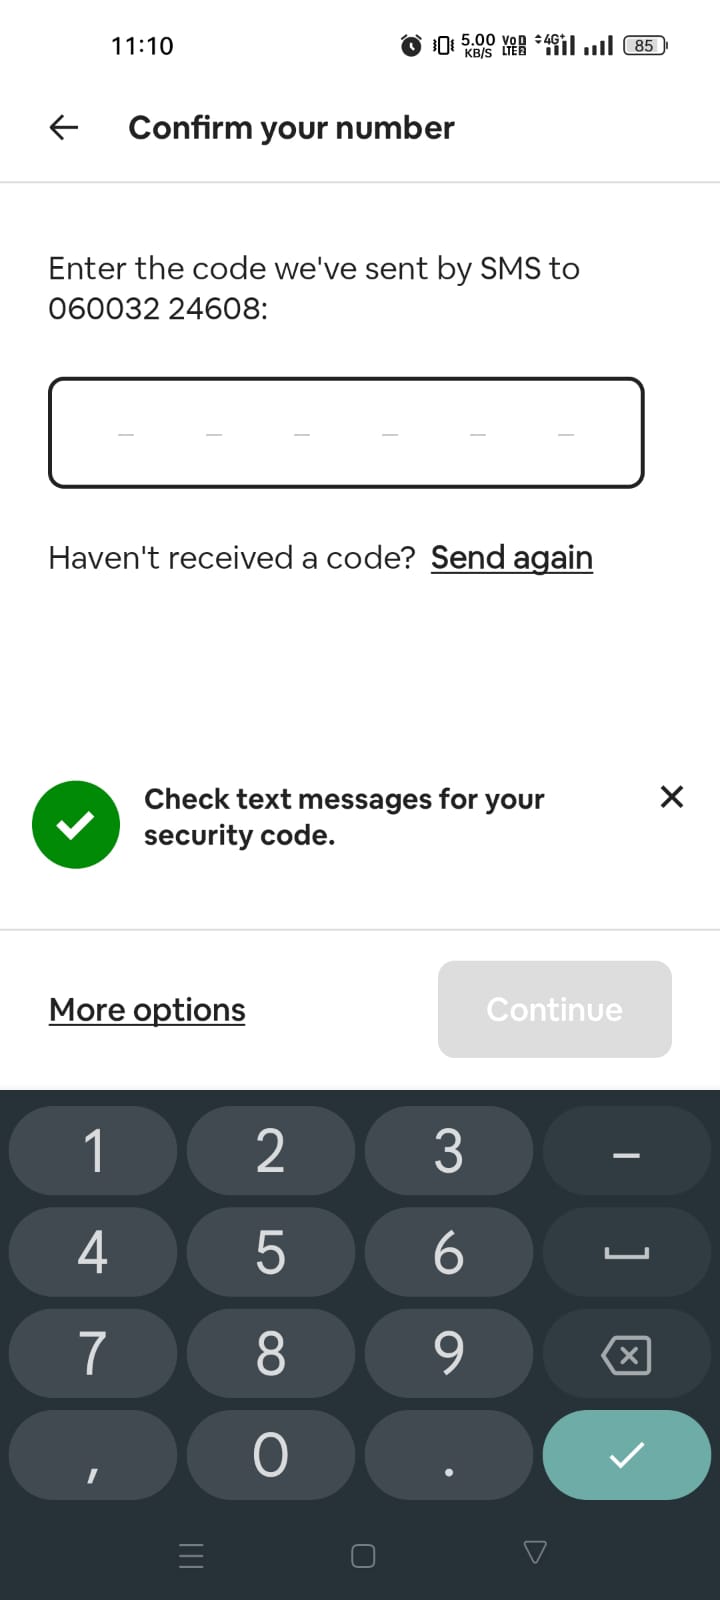 11:10
5.00 KB/S VoD LTE2 4G+ 85
Confirm your number
Enter the code we've sent by SMS to
060032 24608:
Haven't received a code? Send again
Check text messages for your
security code.
More options
Continue
1 2 3 –
4 5 6
7 8 9
, 0 .